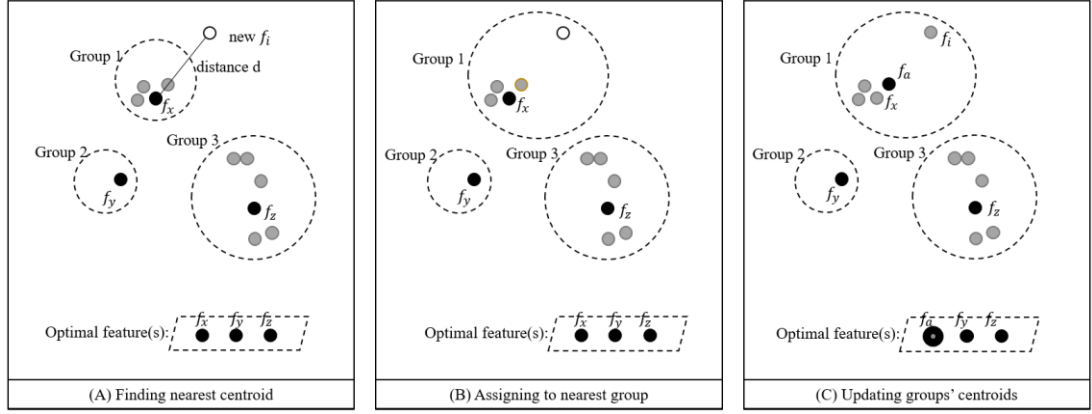 new f_i
Group 1
distance d
f_x
Group 3
Group 2
f_y
f_z
f_x f_y f_z
Optimal feature(s):
(A) Finding nearest centroid
Group 1
f_x
Group 2
Group 3
f_y
f_z
f_x f_y f_z
Optimal feature(s):
(B) Assigning to nearest group
f_i
Group 1
f_a
f_x
Group 2
Group 3
f_y
f_z
f_a f_y f_z
Optimal feature(s):
(C) Updating groups' centroids